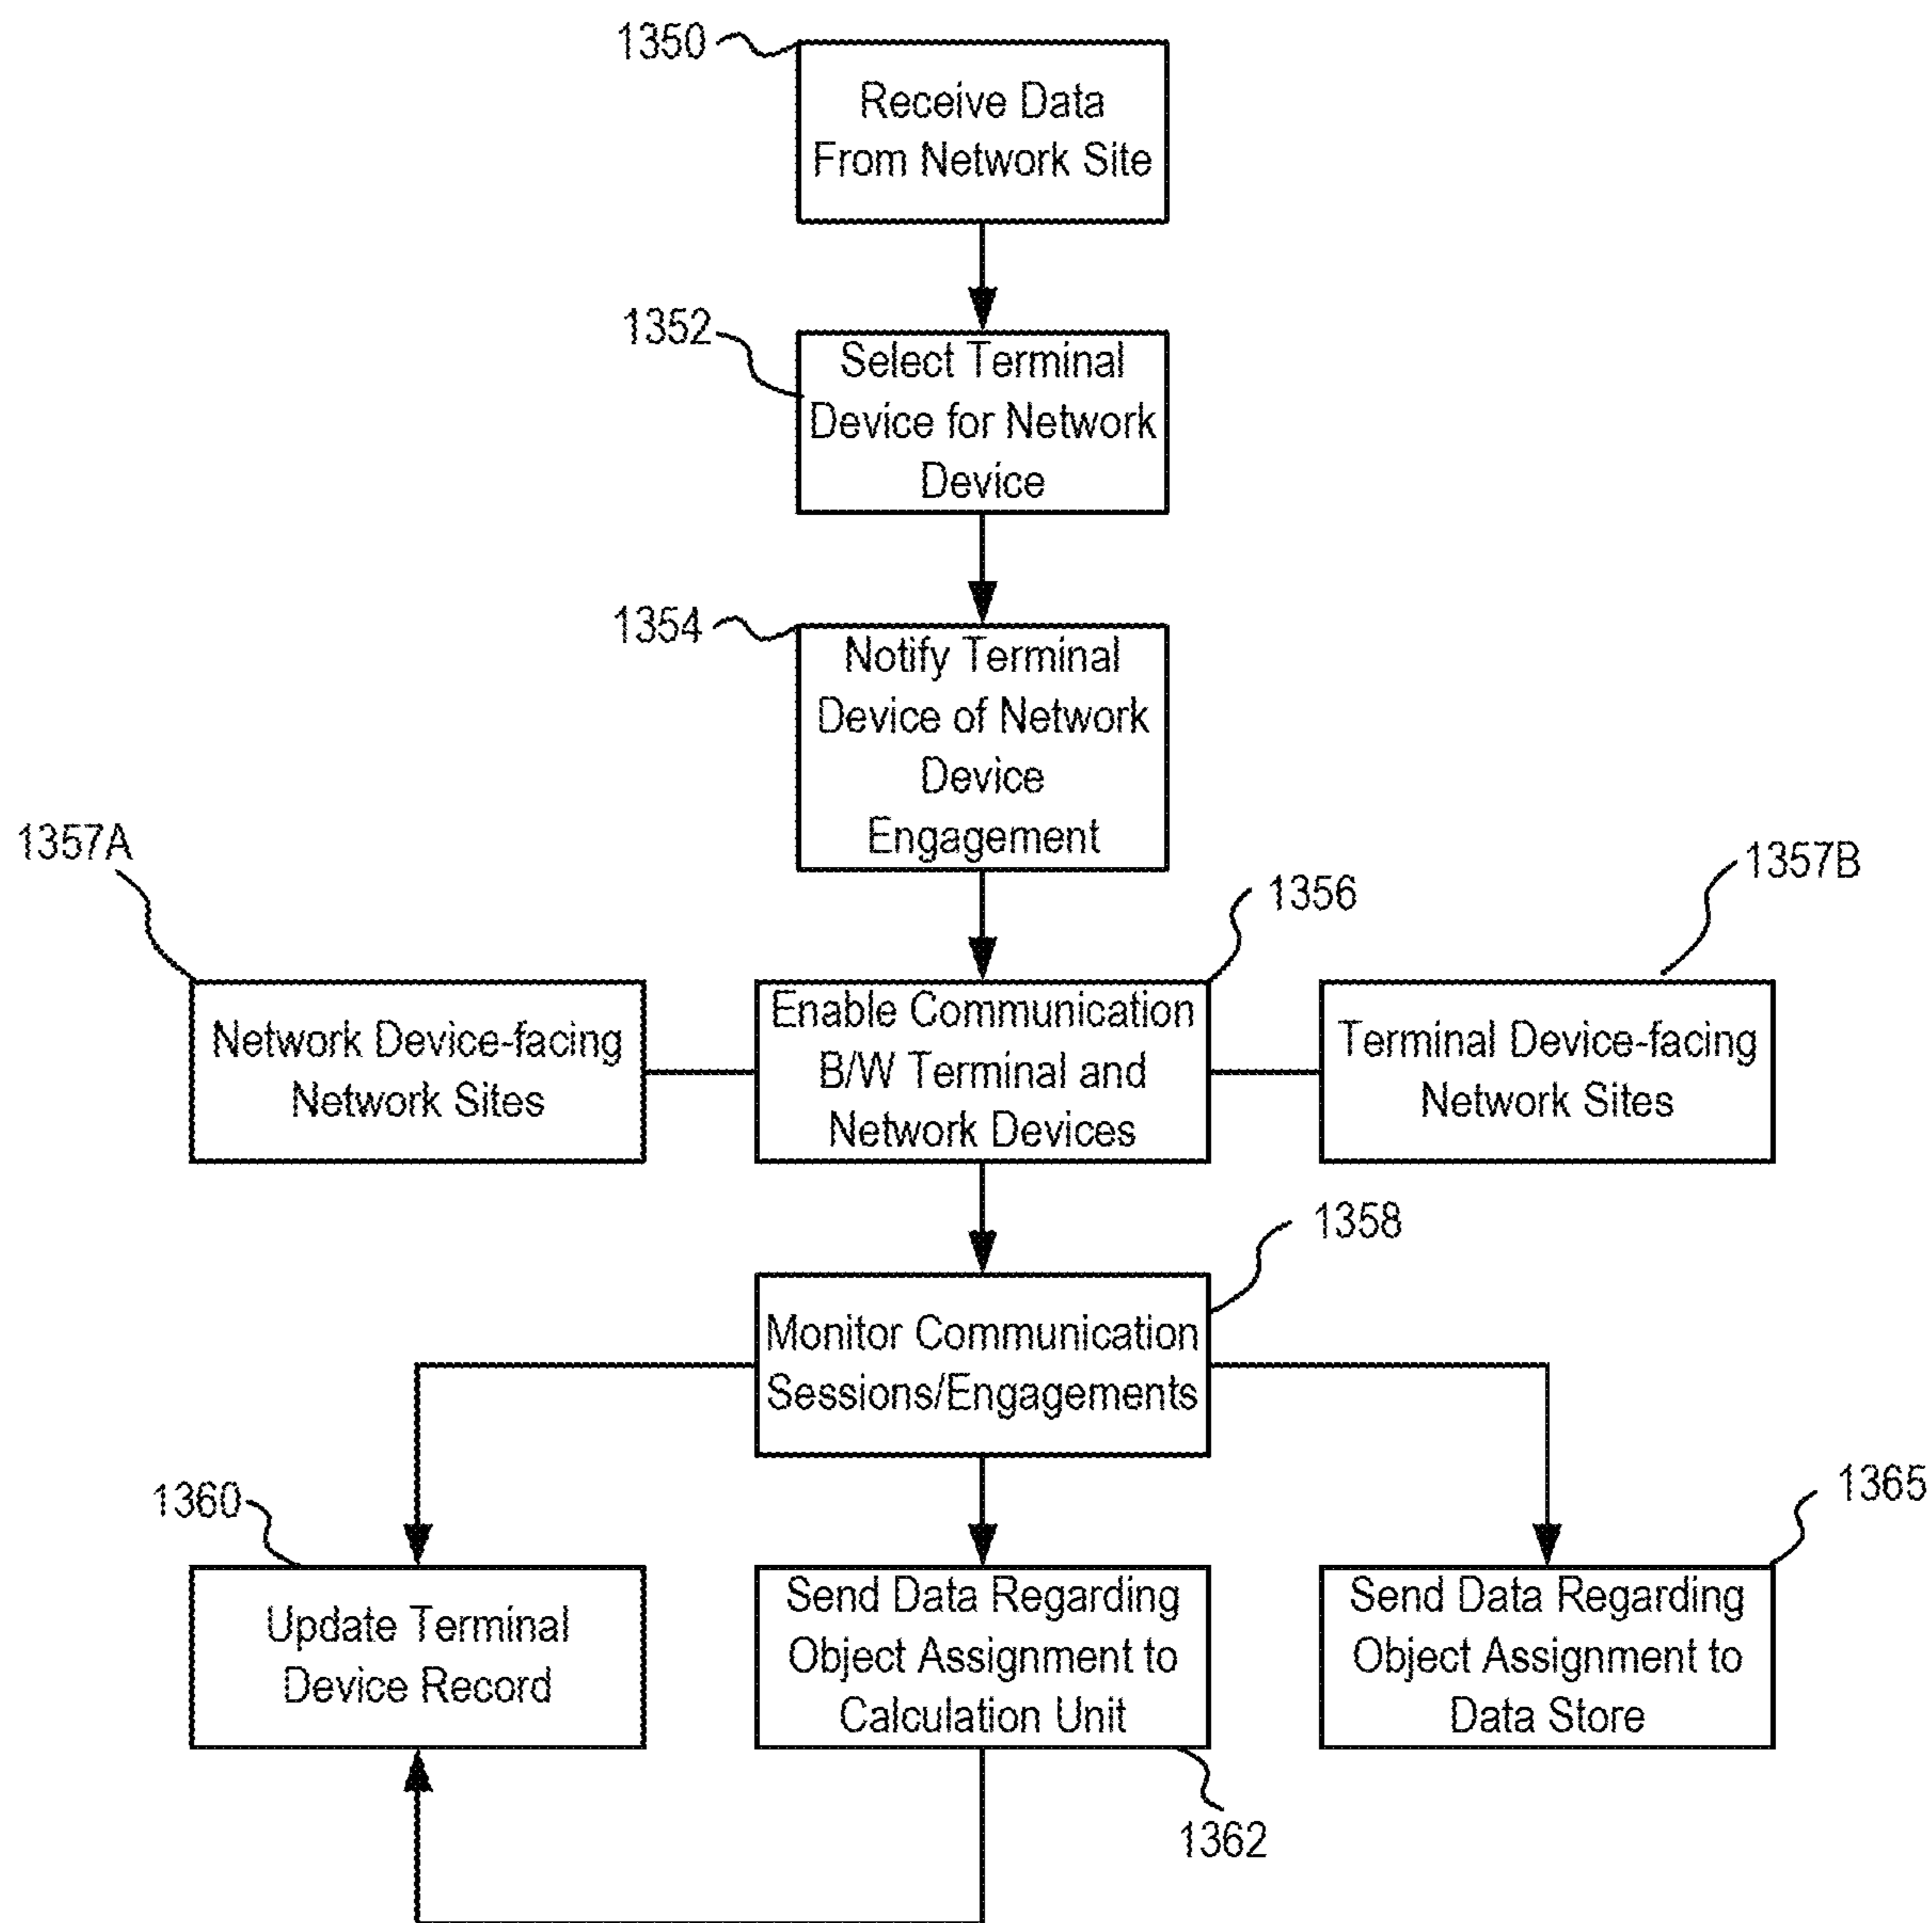 1350
Receive Data
From Network Site
1352
Select Terminal
Device for Network
Device
1354
Notify Terminal
Device of Network
Device
Engagement
1357A
1356
1357B
Network Device-facing
Network Sites
Enable Communication
B/W Terminal and
Network Devices
Terminal Device-facing
Network Sites
1358
Monitor Communication
Sessions/Engagements
1360
1365
Update Terminal
Device Record
Send Data Regarding
Object Assignment to
Calculation Unit
Send Data Regarding
Object Assignment to
Data Store
1362